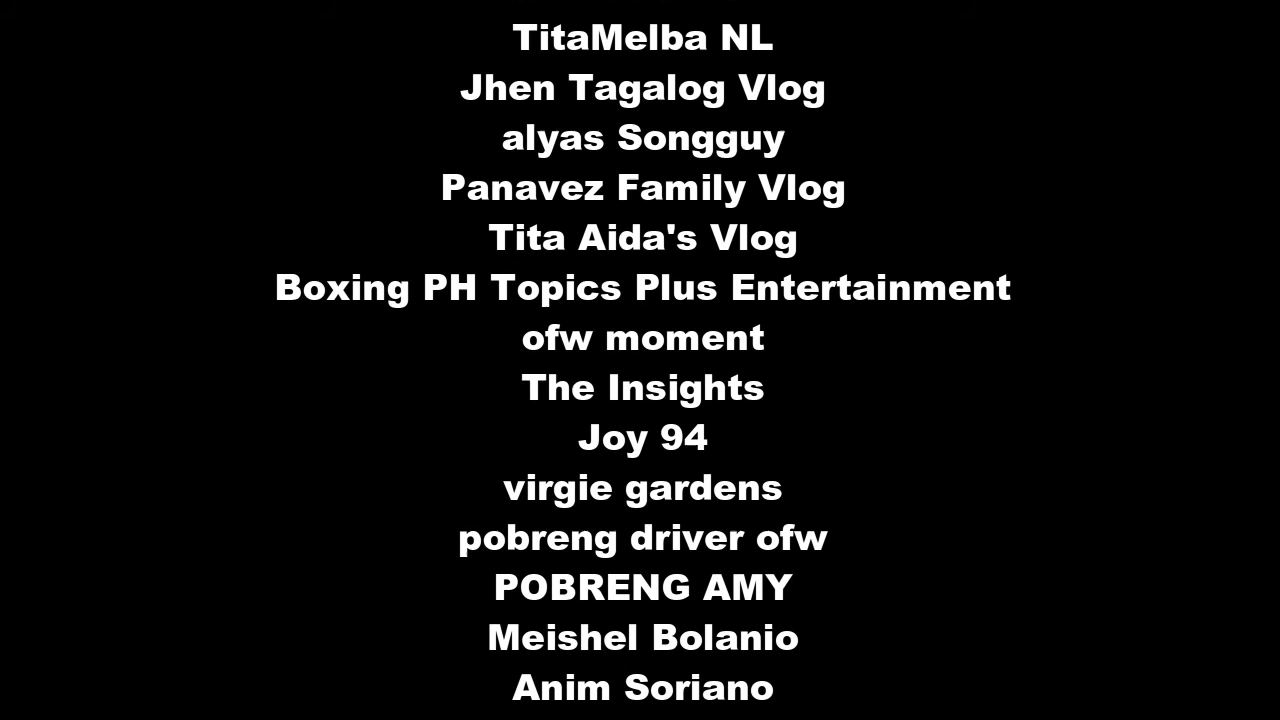 TitaMelba NL
Jhen Tagalog Vlog
alyas Songguy
Panavez Family Vlog
Tita Aida's Vlog
Boxing PH Topics Plus Entertainment
ofw moment
The Insights
Joy 94
virgie gardens
pobreng driver ofw
POBRENG AMY
Meishel Bolanio
Anim Soriano